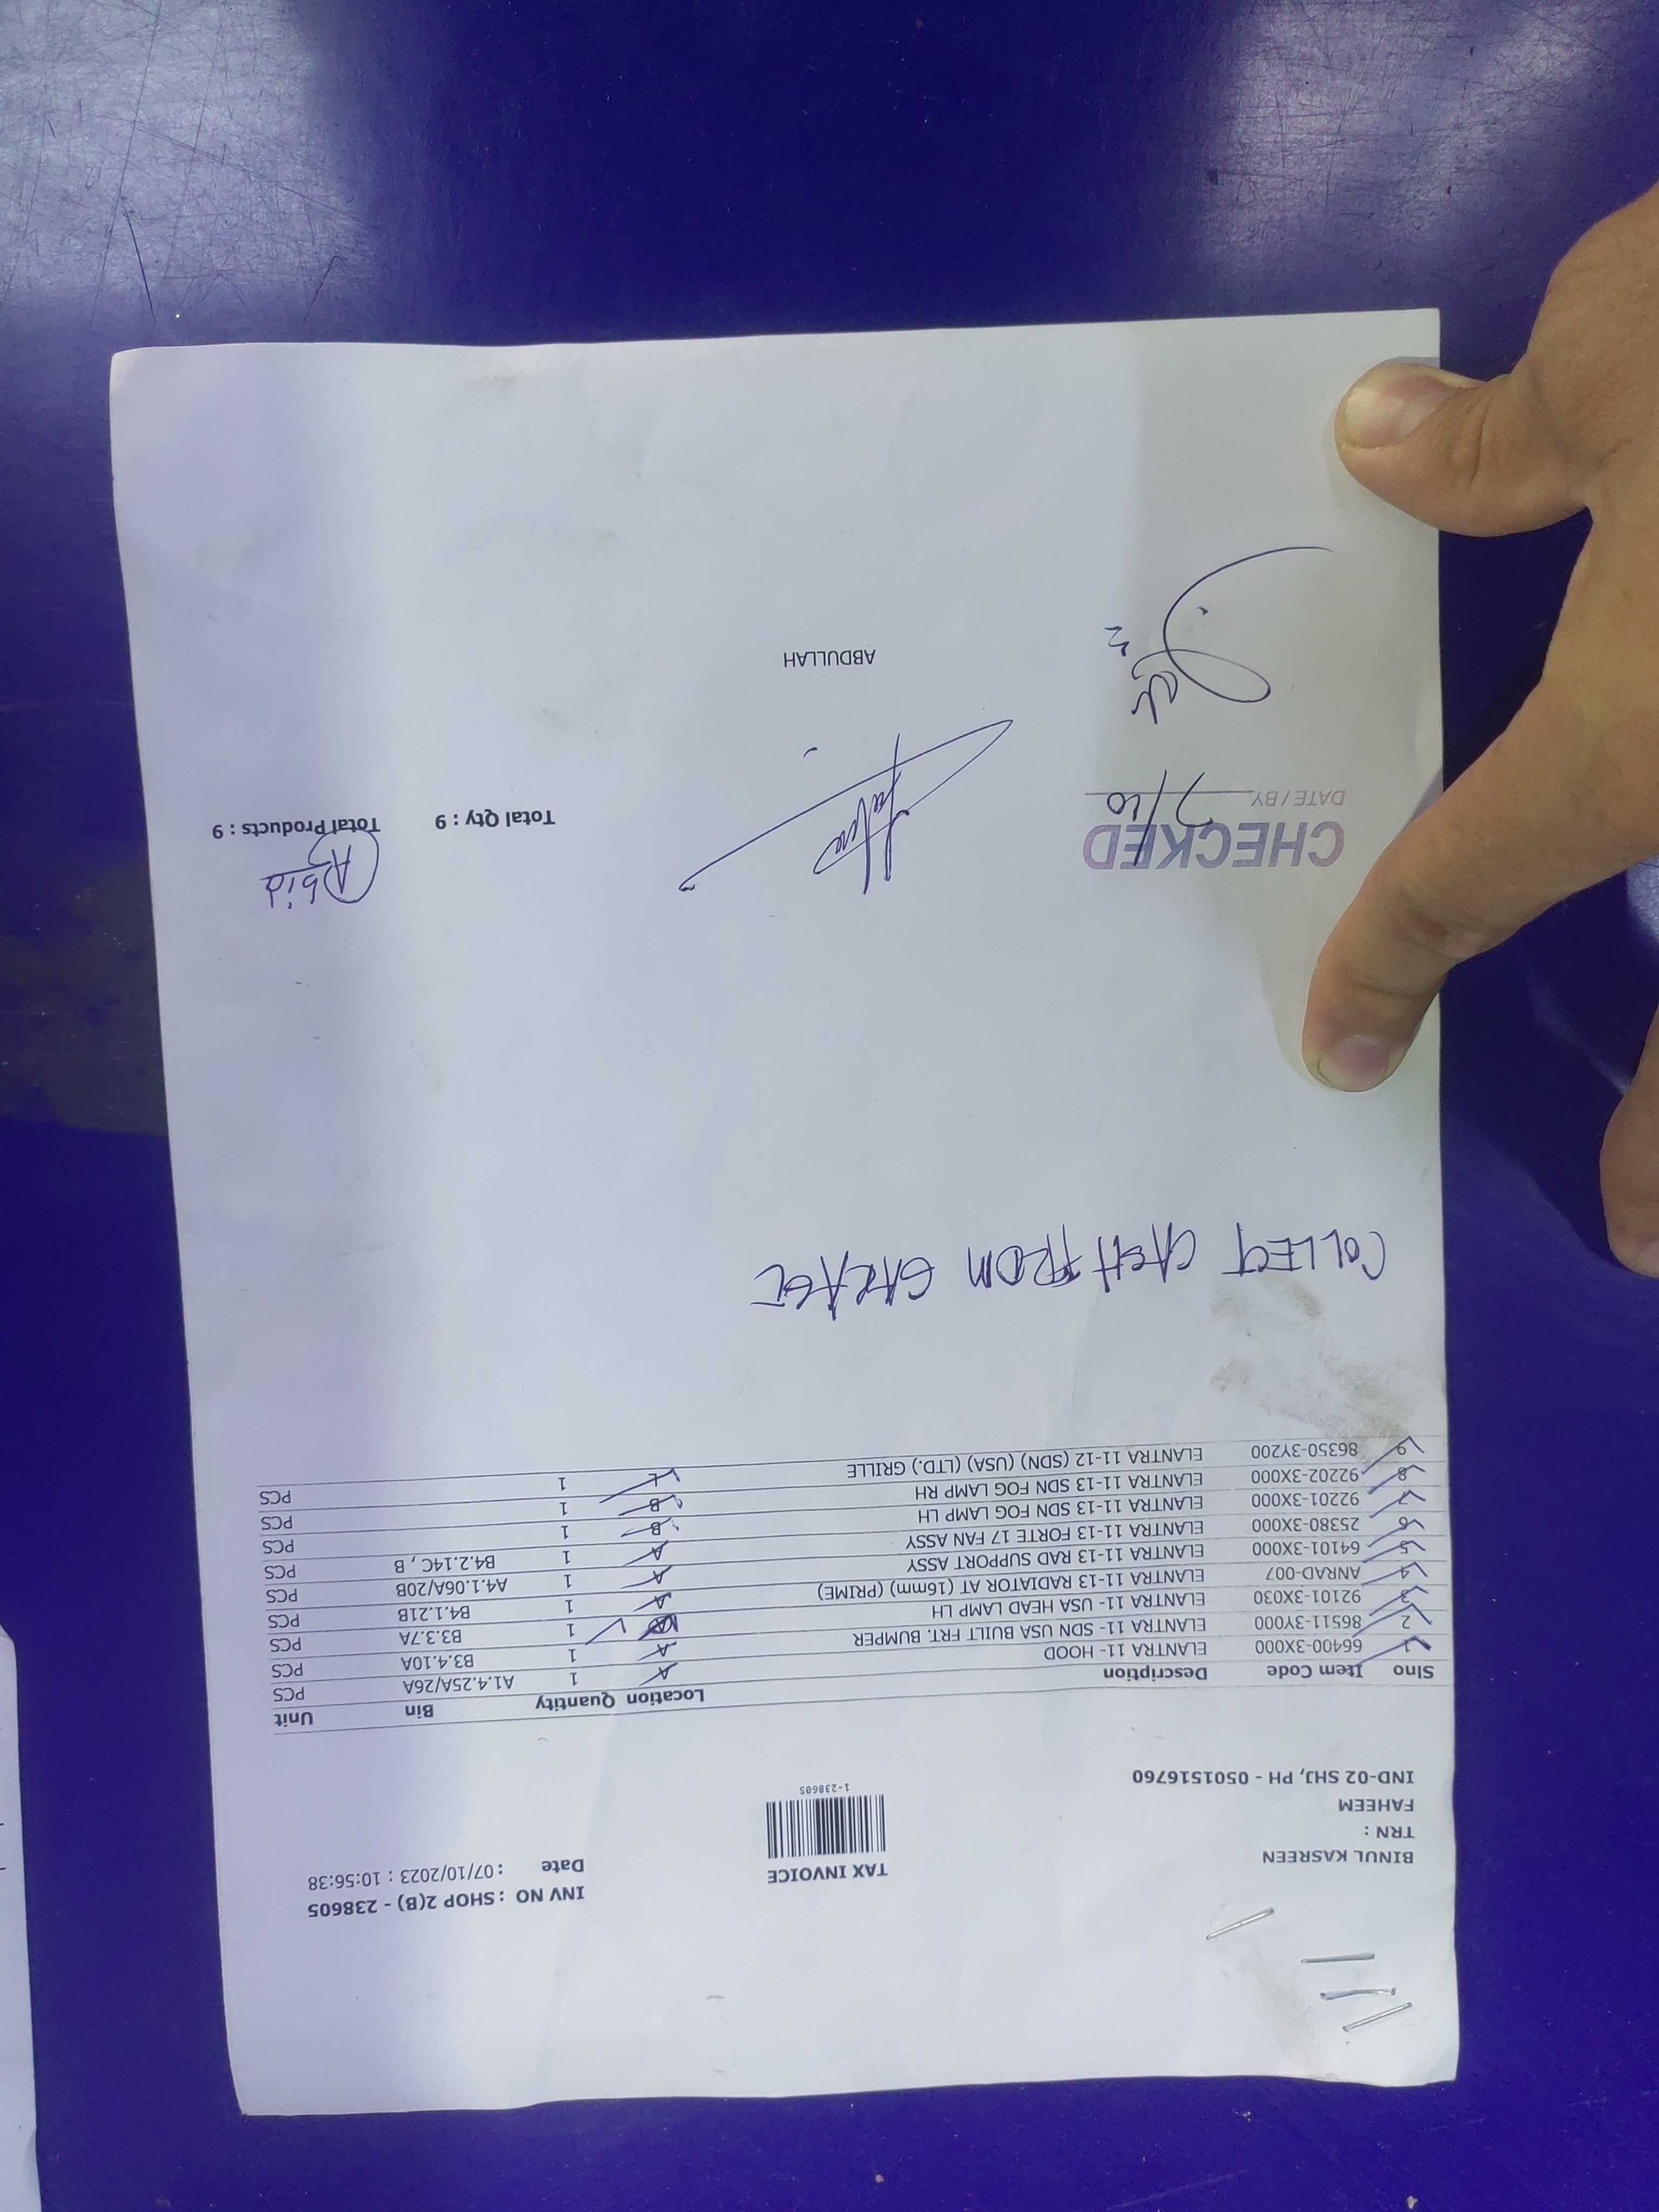 INV NO : SHOP 2(B) - 238605
BINUL KASREEN
TAX INVOICE
Date : 07/10/2023 : 10:56:38
TRN :
FAHEEM
IND-02 SHJ, PH - 0501516760
1-238605
Slno Item Code Description Location Quantity Bin Unit
1 66400-3X000 ELANTRA 11- HOOD A 1 A1.4.25A/26A PCS
2 86511-3Y000 ELANTRA 11- SDN USA BUILT FRT. BUMPER A 1 B3.4.10A PCS
3 92101-3X030 ELANTRA 11- USA HEAD LAMP LH 1 B3.3.7A PCS
4 ANRAD-007 ELANTRA 11-13 RADIATOR AT (16mm) (PRIME) A 1 B4.1.21B PCS
5 64101-3X000 ELANTRA 11-13 RAD SUPPORT ASSY A 1 A4.1.06A/20B PCS
6 25380-3X000 ELANTRA 11-13 FORTE 17 FAN ASSY A 1 B4.2.14C , B PCS
7 92201-3X000 ELANTRA 11-13 SDN FOG LAMP LH B 1 PCS
8 92202-3X000 ELANTRA 11-13 SDN FOG LAMP RH B 1 PCS
9 86350-3Y200 ELANTRA 11-12 (SDN) (USA) (LTD.) GRILLE L 1 PCS
COLLECT CASH FROM GARAGE
Abid
CHECKED
DATE / BY 7/10
Total Qty : 9 Total Products : 9
ABDULLAH